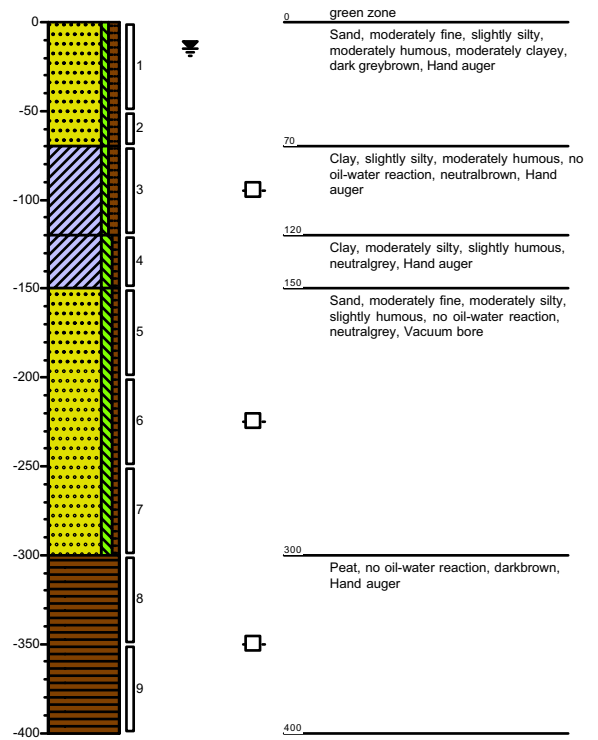 green zone
0
0
Sand, moderately fine, slightly silty,
moderately humous, moderately clayey,
dark greybrown, Hand auger
1
-50
2
70
Clay, slightly silty, moderately humous, no
oil-water reaction, neutralbrown, Hand
auger
3
-100
120
Clay, moderately silty, slightly humous,
neutralgrey, Hand auger
4
-150
150
Sand, moderately fine, moderately silty,
slightly humous, no oil-water reaction,
neutralgrey, Vacuum bore
5
-200
6
-250
7
-300
300
Peat, no oil-water reaction, darkbrown,
Hand auger
8
-350
9
-400
400